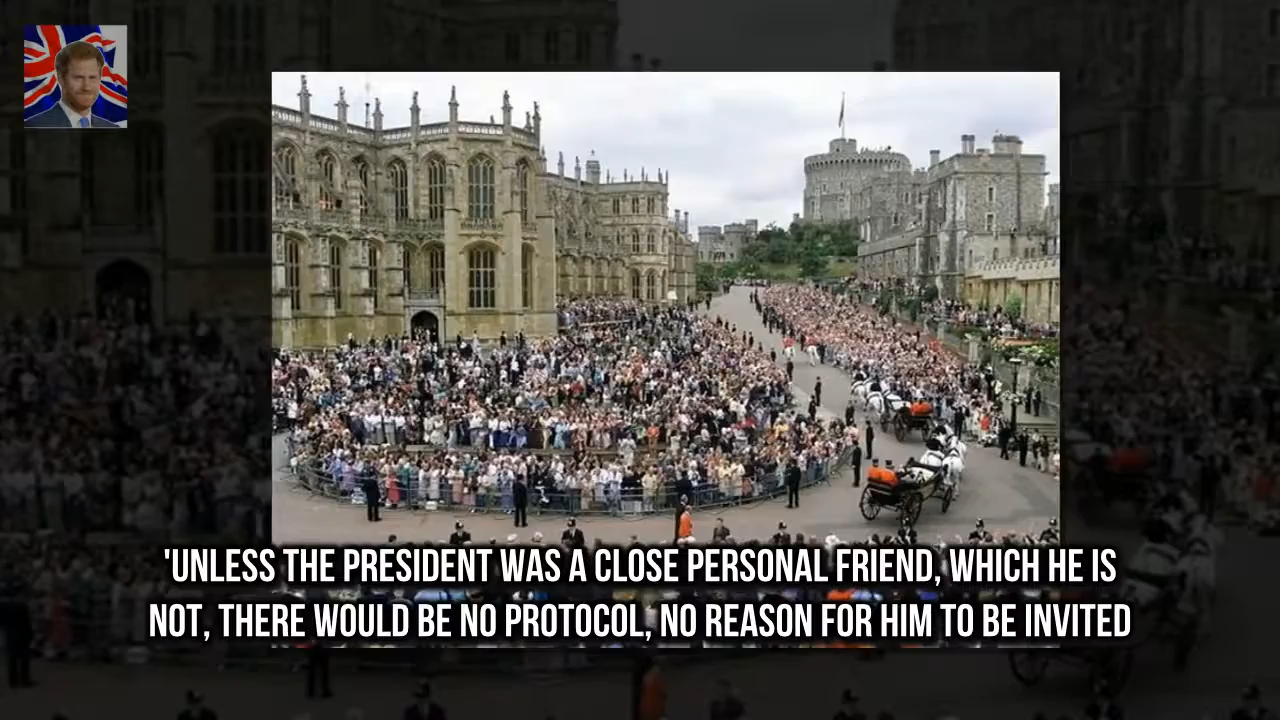 'UNLESS THE PRESIDENT WAS A CLOSE PERSONAL FRIEND, WHICH HE IS
NOT, THERE WOULD BE NO PROTOCOL, NO REASON FOR HIM TO BE INVITED